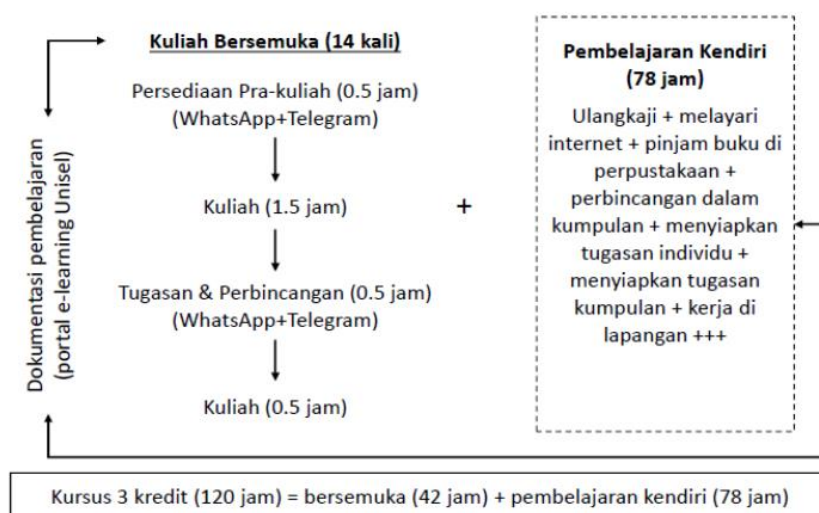 Kuliah Bersemuka (14 kali)
Persediaan Pra-kuliah (0.5 jam)
(WhatsApp+Telegram)
Kuliah (1.5 jam)
Tugasan & Perbincangan (0.5 jam)
(WhatsApp+Telegram)
Kuliah (0.5 jam)
Dokumentasi pembelajaran
(portal e-learning Unisel)
+
Pembelajaran Kendiri
(78 jam)
Ulangkaji + melayari
internet + pinjam buku di
perpustakaan +
perbincangan dalam
kumpulan + menyiapkan
tugasan individu +
menyiapkan tugasan
kumpulan + kerja di
lapangan +++
Kursus 3 kredit (120 jam) = bersemuka (42 jam) + pembelajaran kendiri (78 jam)